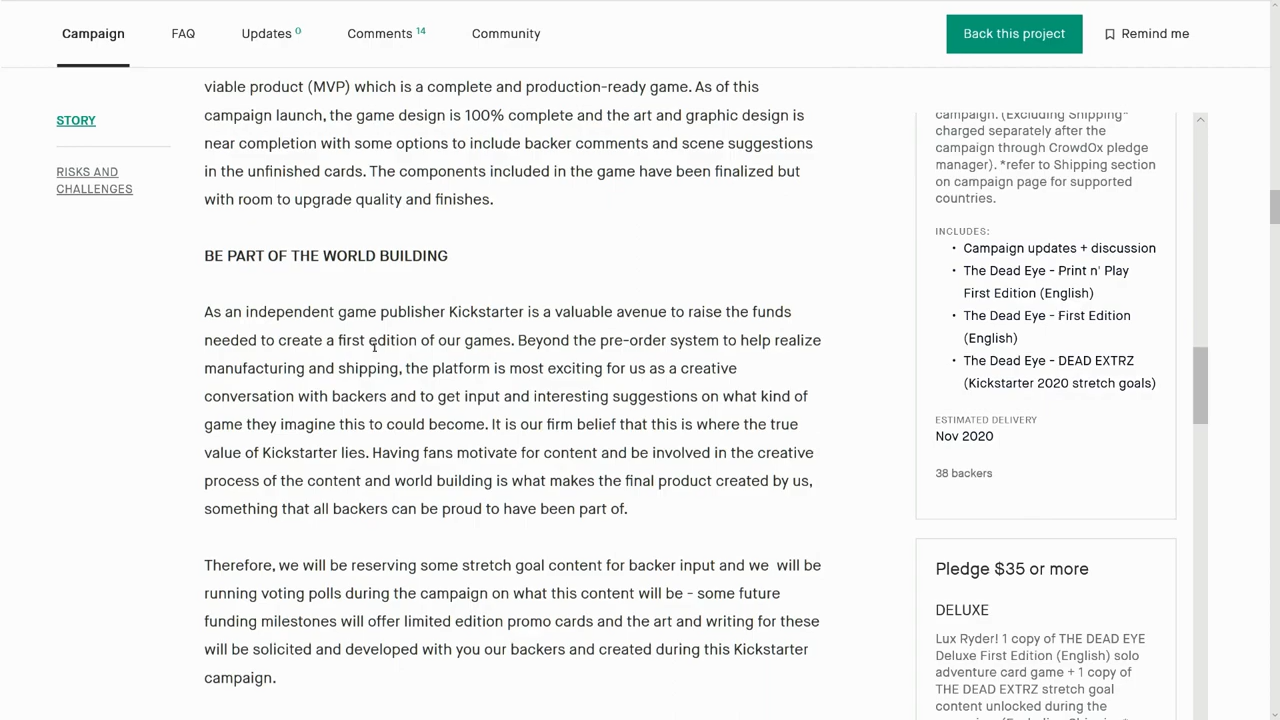 Campaign
FAQ
Updates 0
Comments 14
Community
Back this project
Remind me
STORY
RISKS AND
CHALLENGES
viable product (MVP) which is a complete and production-ready game. As of this
campaign launch, the game design is 100% complete and the art and graphic design is
near completion with some options to include backer comments and scene suggestions
in the unfinished cards. The components included in the game have been finalized but
with room to upgrade quality and finishes.
BE PART OF THE WORLD BUILDING
As an independent game publisher Kickstarter is a valuable avenue to raise the funds
needed to create a first edition of our games. Beyond the pre-order system to help realize
manufacturing and shipping, the platform is most exciting for us as a creative
conversation with backers and to get input and interesting suggestions on what kind of
game they imagine this to could become. It is our firm belief that this is where the true
value of Kickstarter lies. Having fans motivate for content and be involved in the creative
process of the content and world building is what makes the final product created by us,
something that all backers can be proud to have been part of.
Therefore, we will be reserving some stretch goal content for backer input and we will be
running voting polls during the campaign on what this content will be - some future
funding milestones will offer limited edition promo cards and the art and writing for these
will be solicited and developed with you our backers and created during this Kickstarter
campaign.
campaign. (Excluding Shipping*
charged separately after the
campaign through CrowdOx pledge
manager). *refer to Shipping section
on campaign page for supported
countries.
INCLUDES:
• Campaign updates + discussion
• The Dead Eye - Print n' Play
First Edition (English)
• The Dead Eye - First Edition
(English)
• The Dead Eye - DEAD EXTRZ
(Kickstarter 2020 stretch goals)
ESTIMATED DELIVERY
Nov 2020
38 backers
Pledge $35 or more
DELUXE
Lux Ryder! 1 copy of THE DEAD EYE
Deluxe First Edition (English) solo
adventure card game + 1 copy of
THE DEAD EXTRZ stretch goal
content unlocked during the